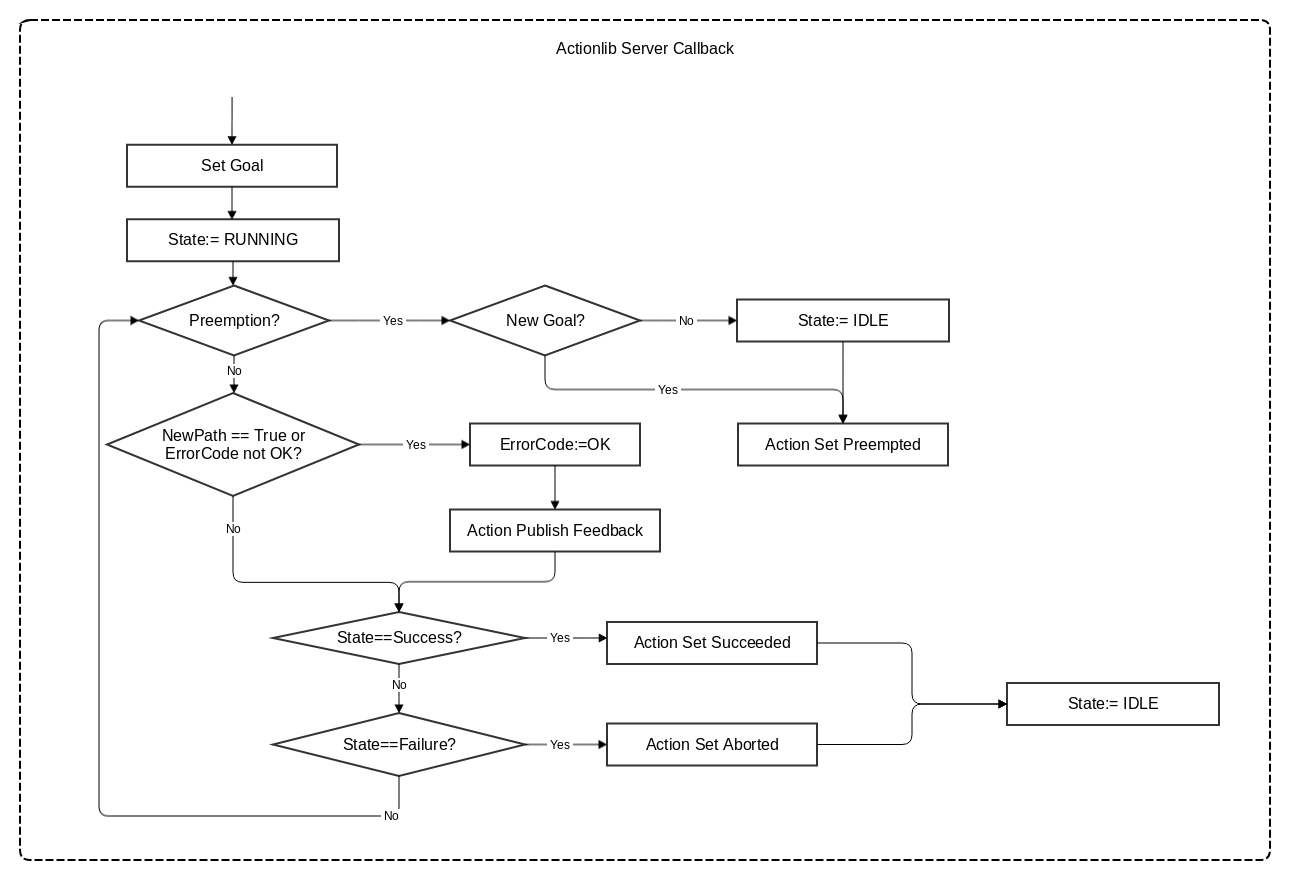 Actionlib Server Callback
Set Goal
State:= RUNNING
Preemption?
Yes
New Goal?
No
State:= IDLE
No
Yes
NewPath == True or
ErrorCode not OK?
Yes
ErrorCode:=OK
Action Set Preempted
No
Action Publish Feedback
State==Success?
Yes
Action Set Succeeded
No
State:= IDLE
State==Failure?
Yes
Action Set Aborted
No